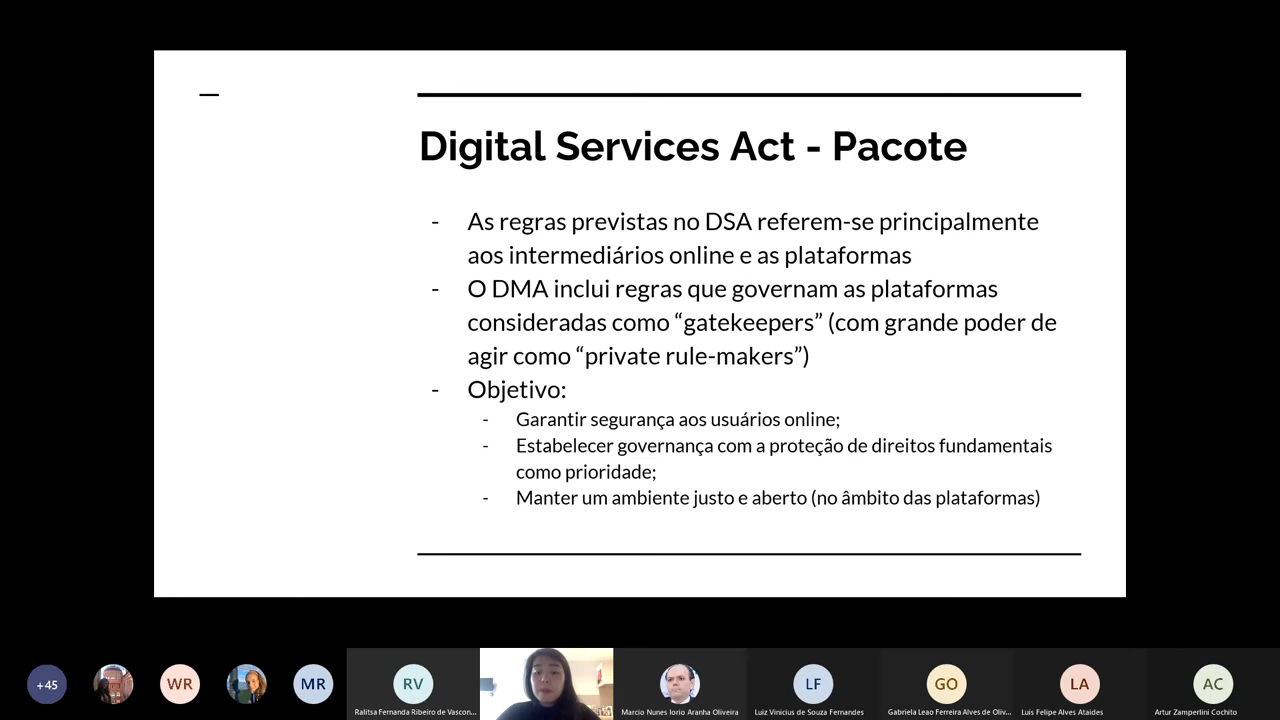 Digital Services Act - Pacote
- As regras previstas no DSA referem-se principalmente
aos intermediários online e as plataformas
- O DMA inclui regras que governam as plataformas
consideradas como “gatekeepers” (com grande poder de
agir como “private rule-makers”)
- Objetivo:
- Garantir segurança aos usuários online;
- Estabelecer governança com a proteção de direitos fundamentais
como prioridade;
- Manter um ambiente justo e aberto (no âmbito das plataformas)
+45
WR
MR
RV
LF
GO
LA
AC
Ralitsa Fernanda Ribeiro de Vascon...
Marcio Nunes Iorio Aranha Oliveira
Luiz Vinicius de Souza Fernandes
Gabriela Leao Ferreira Alves de Oliv...
Luis Felipe Alves Ataides
Artur Zamperlini Cochito